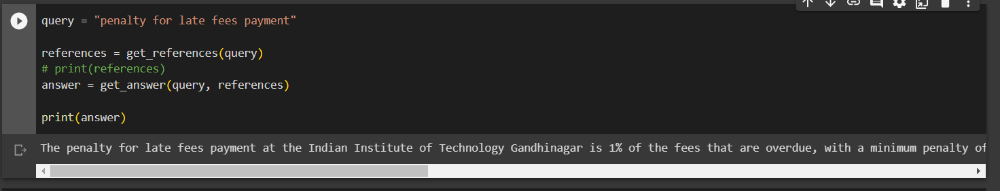 query = "penalty for late fees payment"
references = get_references(query)
# print(references)
answer = get_answer(query, references)
print(answer)
The penalty for late fees payment at the Indian Institute of Technology Gandhinagar is 1% of the fees that are overdue, with a minimum penalty of